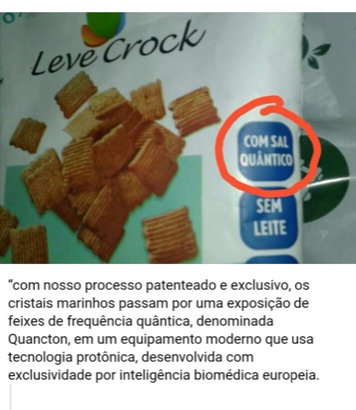 Leve Crock
COM SAL
QUÂNTICO
SEM
LEITE
“com nosso processo patenteado e exclusivo, os
cristais marinhos passam por uma exposição de
feixes de frequência quântica, denominada
Quancton, em um equipamento moderno que usa
tecnologia protônica, desenvolvida com
exclusividade por inteligência biomédica europeia.